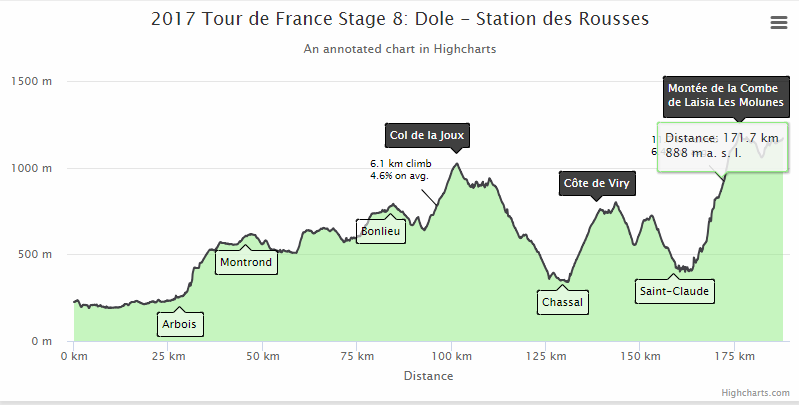 2017 Tour de France Stage 8: Dole - Station des Rousses
An annotated chart in Highcharts
1500 m
1000 m
500 m
0 m
Montée de la Combe
de Laisia Les Molunes
Distance: 171.7 km
888 m a. s. l.
Col de la Joux
6.1 km climb
4.6% on avg.
Côte de Viry
Bonlieu
Montrond
Arbois
Chassal
Saint-Claude
0 km
25 km
50 km
75 km
100 km
125 km
150 km
175 km
Distance
Highcharts.com